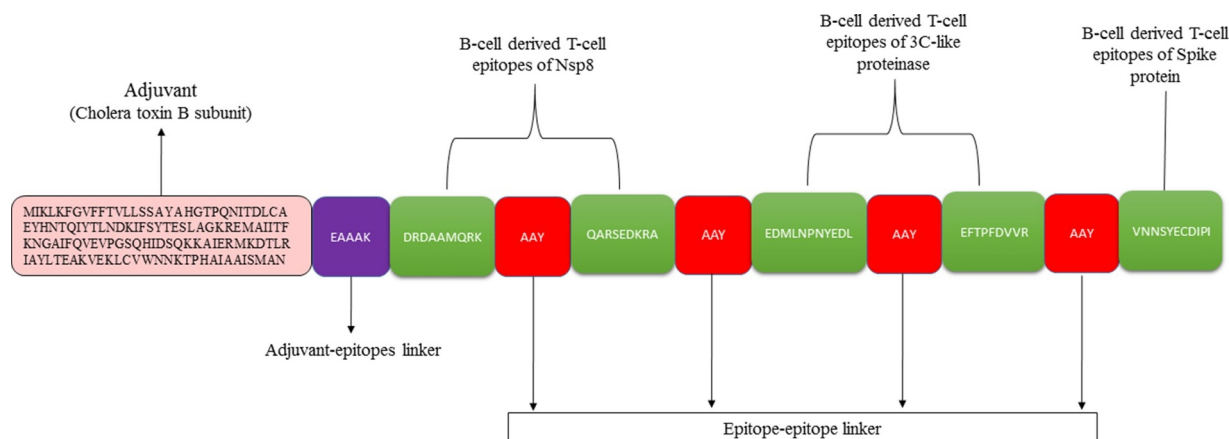 B-cell derived T-cell
epitopes of Nsp8
B-cell derived T-cell
epitopes of 3C-like
proteinase
B-cell derived T-cell
epitopes of Spike
protein
Adjuvant
(Cholera toxin B subunit)
MIKLKFGVFFTVLLSSAYAHGTPQNITDLCA
EYHNTQIYTLNDKIFSYTESLAGKREMAIITF
KNGAIFQVEVPGSQHIDSQKKAIERMKDTLR
IAYLTEAKVEKLCVWNNKTPHAIAAISMAN
EAAAK
DRDAAMQRK
AAY
QARSEDKRA
AAY
EDMLNPNYEDL
AAY
EFTPFDVVR
AAY
VNNSYECDIPI
Adjuvant-epitopes linker
Epitope-epitope linker